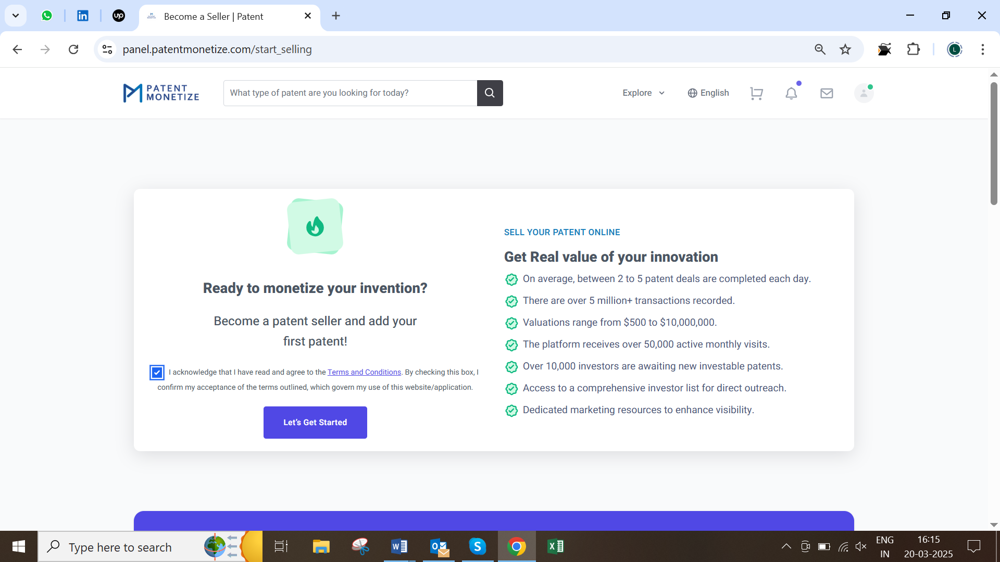 up
Become a Seller | Patent
panel.patentmonetize.com/start_selling
L
PATENT
MONETIZE
What type of patent are you looking for today?
Explore
English
SELL YOUR PATENT ONLINE
Get Real value of your innovation
On average, between 2 to 5 patent deals are completed each day.
There are over 5 million+ transactions recorded.
Valuations range from $500 to $10,000,000.
The platform receives over 50,000 active monthly visits.
Over 10,000 investors are awaiting new investable patents.
Access to a comprehensive investor list for direct outreach.
Dedicated marketing resources to enhance visibility.
Ready to monetize your invention?
Become a patent seller and add your
first patent!
I acknowledge that I have read and agree to the Terms and Conditions. By checking this box, I
confirm my acceptance of the terms outlined, which govern my use of this website/application.
Let's Get Started
Type here to search
ENG
IN
16:15
20-03-2025